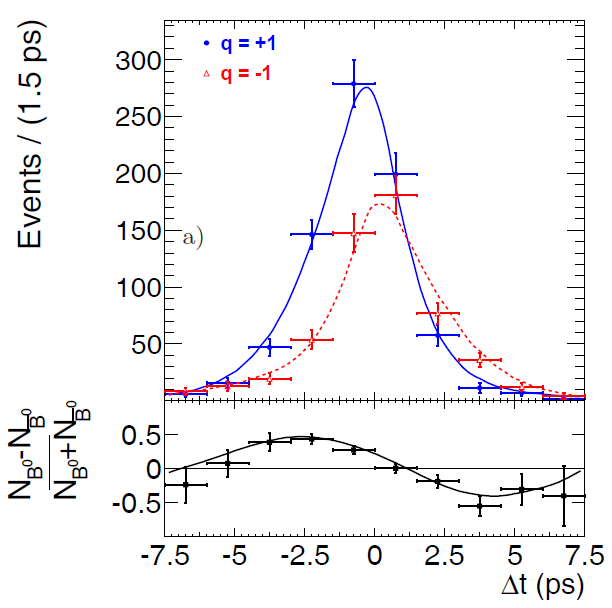 Events / (1.5 ps)
300
250
200
150
100
50
q = +1
q = -1
a)
N_B⁰-N_B̅⁰
N_B⁰+N_B̅⁰
0.5
0
-0.5
-7.5 -5 -2.5 0 2.5 5 7.5
Δt (ps)